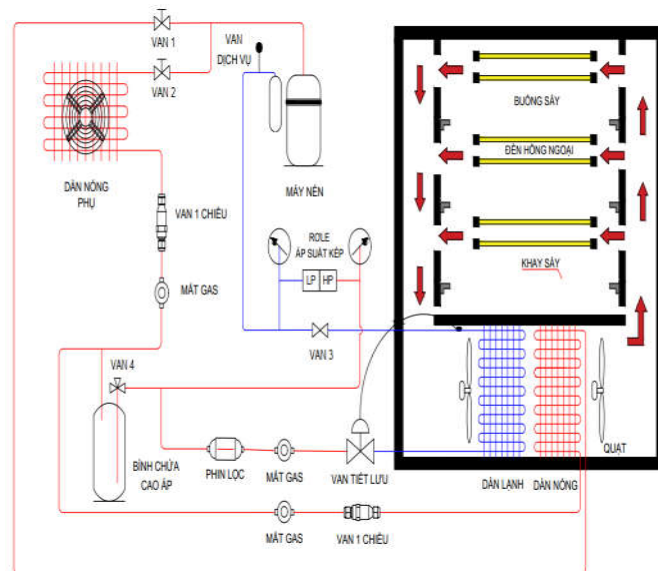 VAN 1
VAN
DỊCH VỤ
VAN 2
BUỒNG SẤY
ĐÈN HỒNG NGOẠI
MÁY NÉN
DÀN NÓNG
PHỤ
VAN 1 CHIỀU
RƠLE
ÁP SUẤT KÉP
KHAY SẤY
LP
HP
MẮT GAS
VAN 3
VAN 4
QUẠT
BÌNH CHỨA
CAO ÁP
PHIN LỌC
MẮT GAS
VAN TIẾT LƯU
DÀN LẠNH
DÀN NÓNG
MẮT GAS
VAN 1 CHIỀU